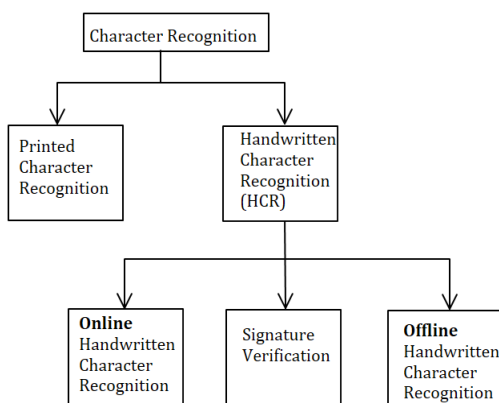 Character Recognition
Printed
Character
Recognition
Handwritten
Character
Recognition
(HCR)
Online
Handwritten
Character
Recognition
Signature
Verification
Offline
Handwritten
Character
Recognition